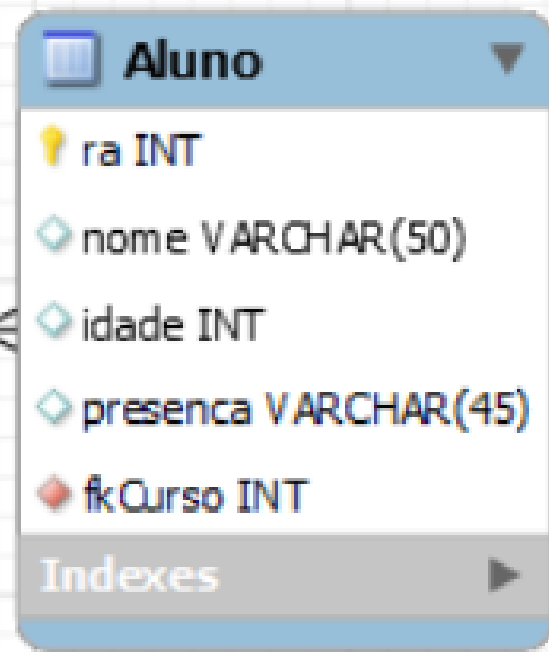 Aluno
ra INT
nome VARCHAR(50)
idade INT
presenca VARCHAR(45)
fkCurso INT
Indexes